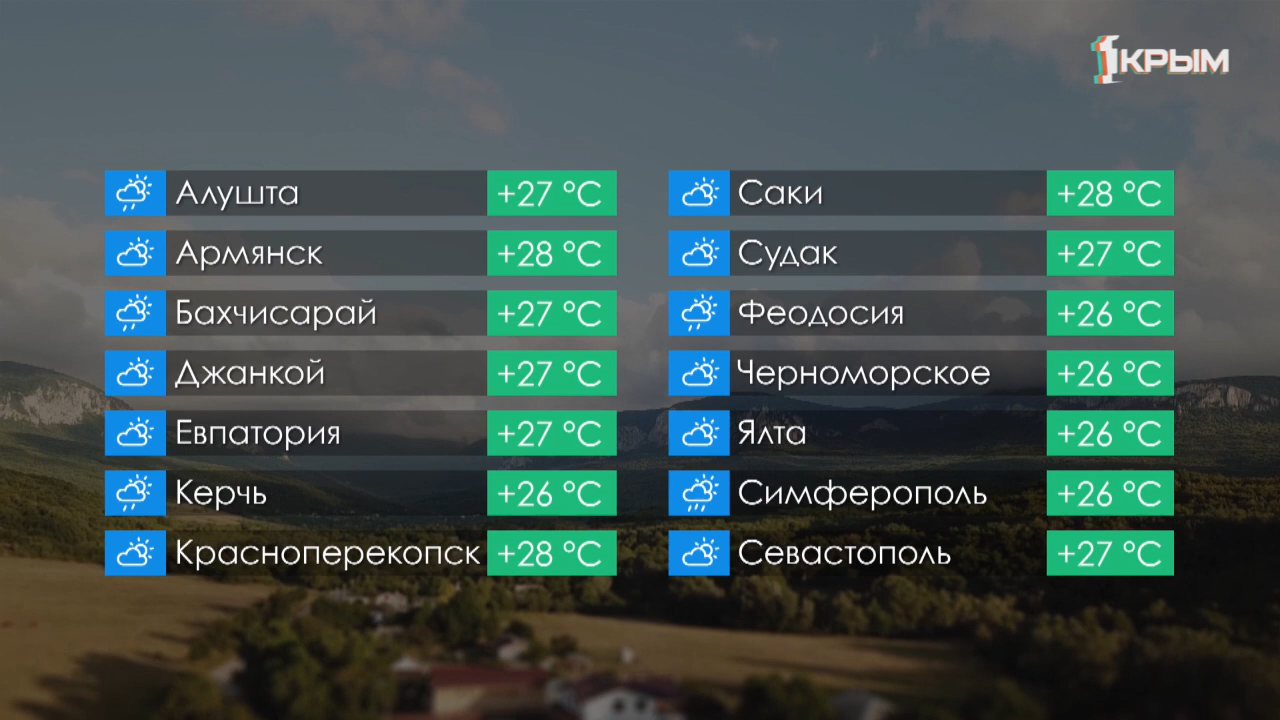 1КРЫМ
Алушта +27 °C
Армянск +28 °C
Бахчисарай +27 °C
Джанкой +27 °C
Евпатория +27 °C
Керчь +26 °C
Красноперекопск +28 °C
Саки +28 °C
Судак +27 °C
Феодосия +26 °C
Черноморское +26 °C
Ялта +26 °C
Симферополь +26 °C
Севастополь +27 °C